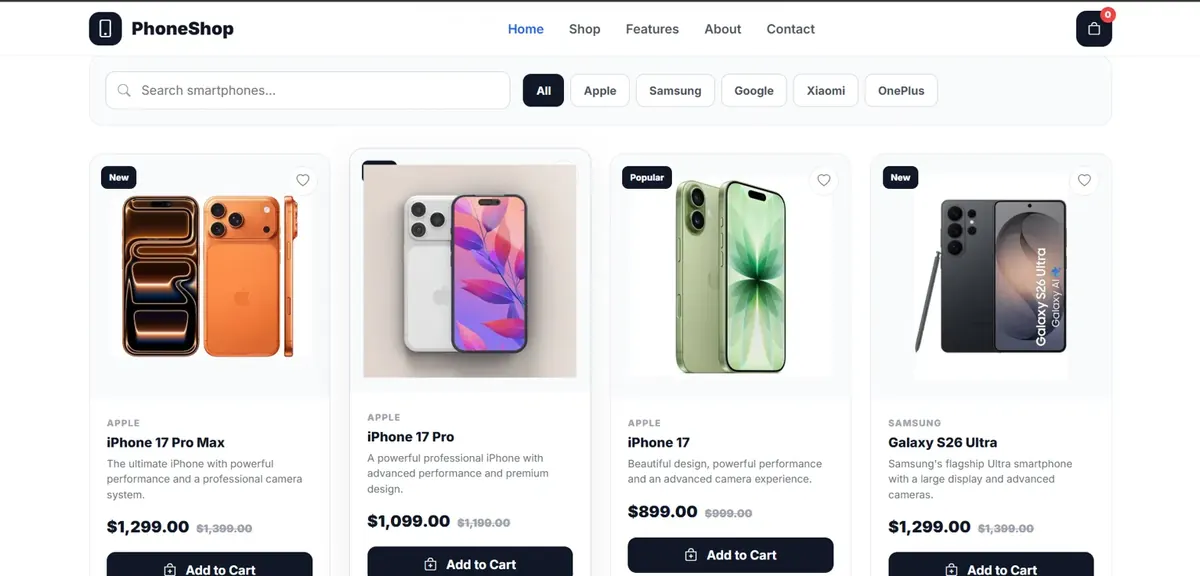 PhoneShop
Home
Shop
Features
About
Contact
0
Search smartphones...
All
Apple
Samsung
Google
Xiaomi
OnePlus
New
APPLE
iPhone 17 Pro Max
The ultimate iPhone with powerful
performance and a professional camera
system.
$1,299.00 $1,399.00
Add to Cart
APPLE
iPhone 17 Pro
A powerful professional iPhone with
advanced performance and premium
design.
$1,099.00 $1,199.00
Add to Cart
Popular
APPLE
iPhone 17
Beautiful design, powerful performance
and an advanced camera experience.
$899.00 $999.00
Add to Cart
New
Galaxy S26 Ultra
Galaxy AI
SAMSUNG
Galaxy S26 Ultra
Samsung's flagship Ultra smartphone
with a large display and advanced
cameras.
$1,299.00 $1,399.00
Add to Cart